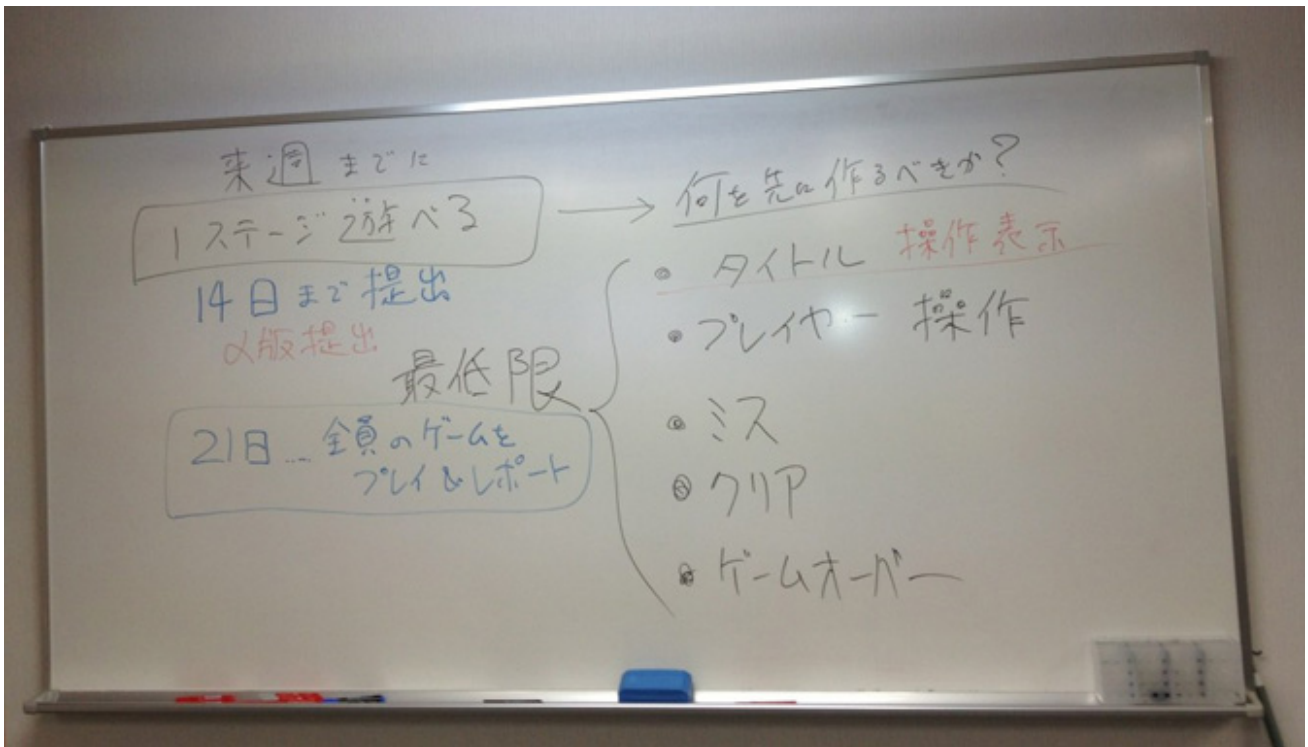 来週までに
1ステージ遊べる
14日まで提出
α版提出
最低限
21日... 全員のゲームを
プレイ&レポート
→ 何を先に作るべきか?
• タイトル 操作表示
• プレイヤー 操作
• ミス
• クリア
• ゲームオーバー